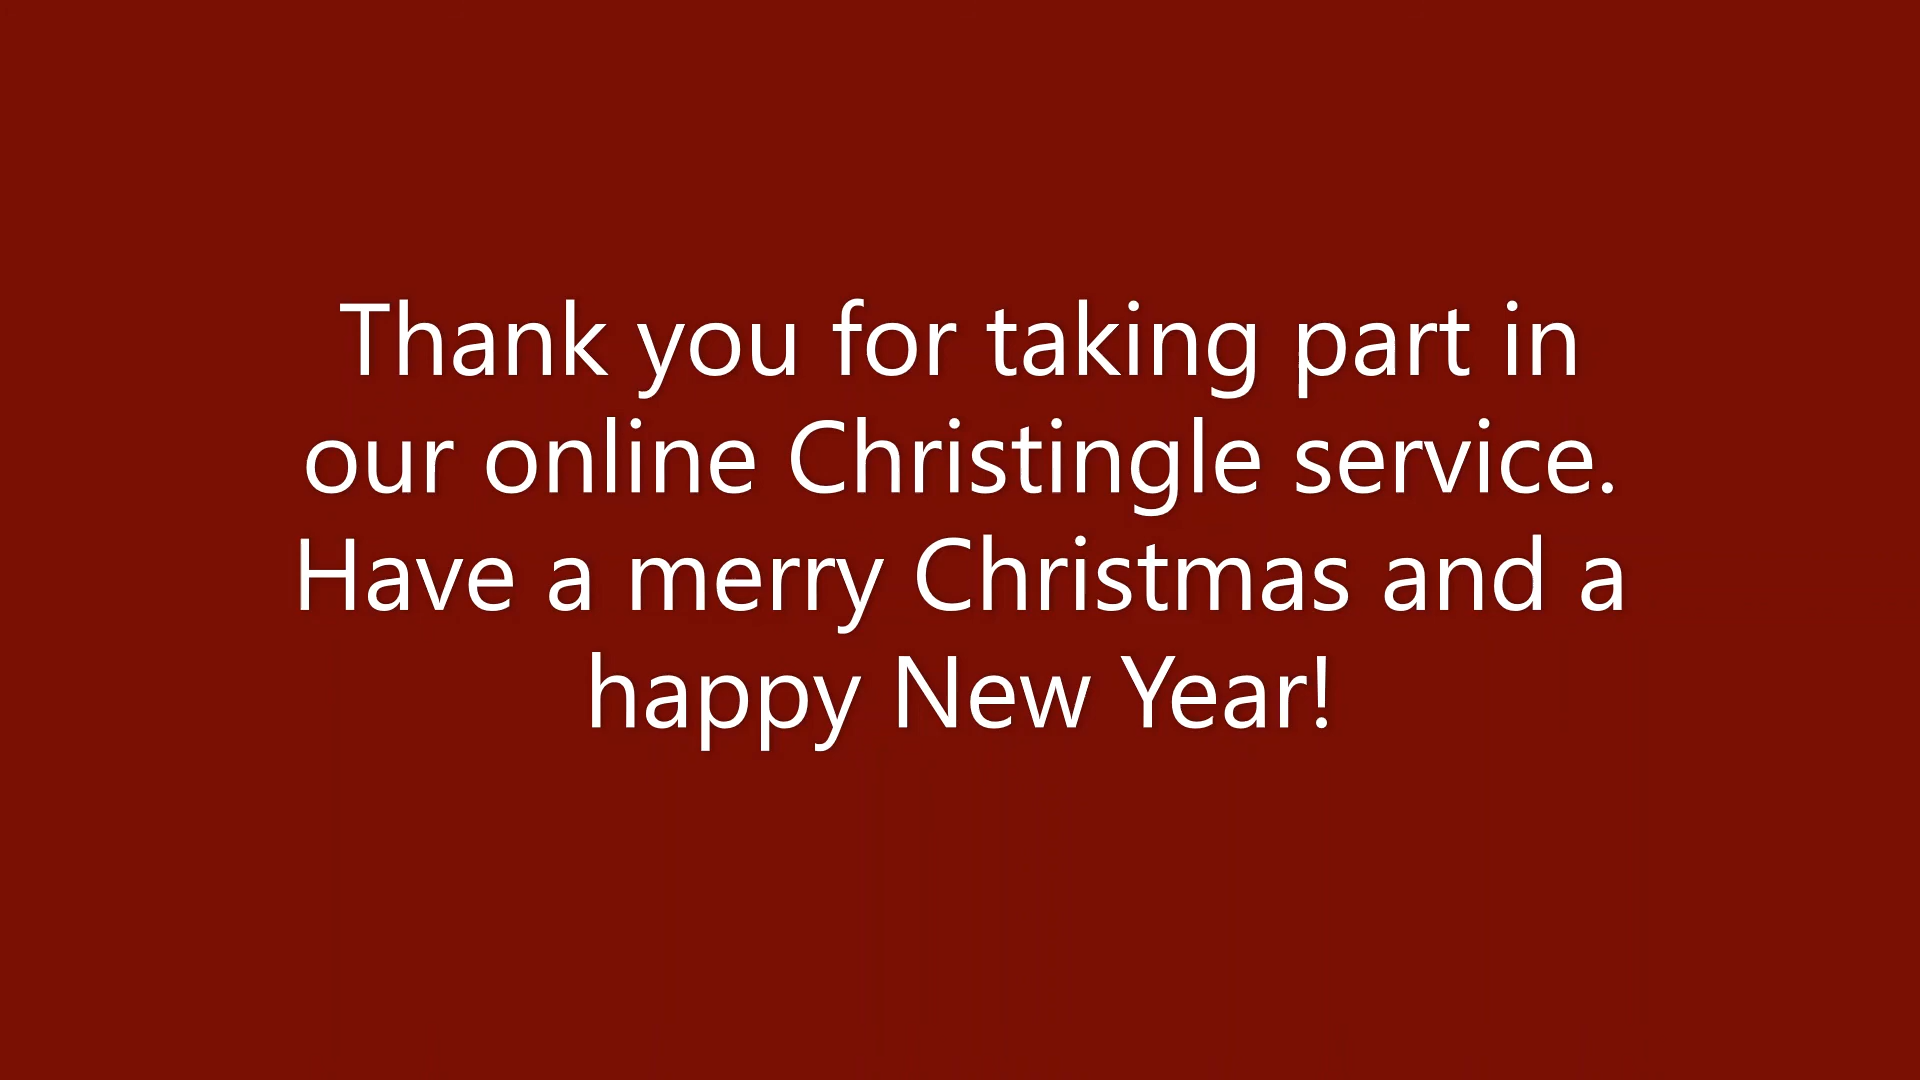 Thank you for taking part in
our online Christingle service.
Have a merry Christmas and a
happy New Year!